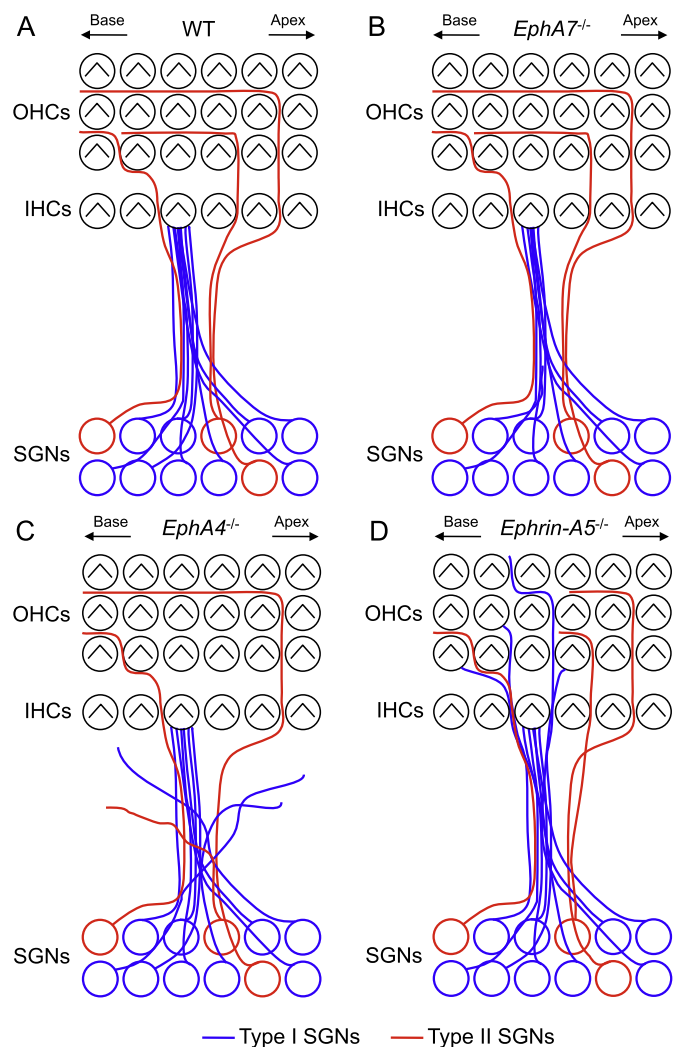 A Base WT Apex
OHCs
IHCs
SGNs
B Base EphA7-/- Apex
OHCs
IHCs
SGNs
C Base EphA4-/- Apex
OHCs
IHCs
SGNs
D Base Ephrin-A5-/- Apex
OHCs
IHCs
SGNs
Type I SGNs Type II SGNs